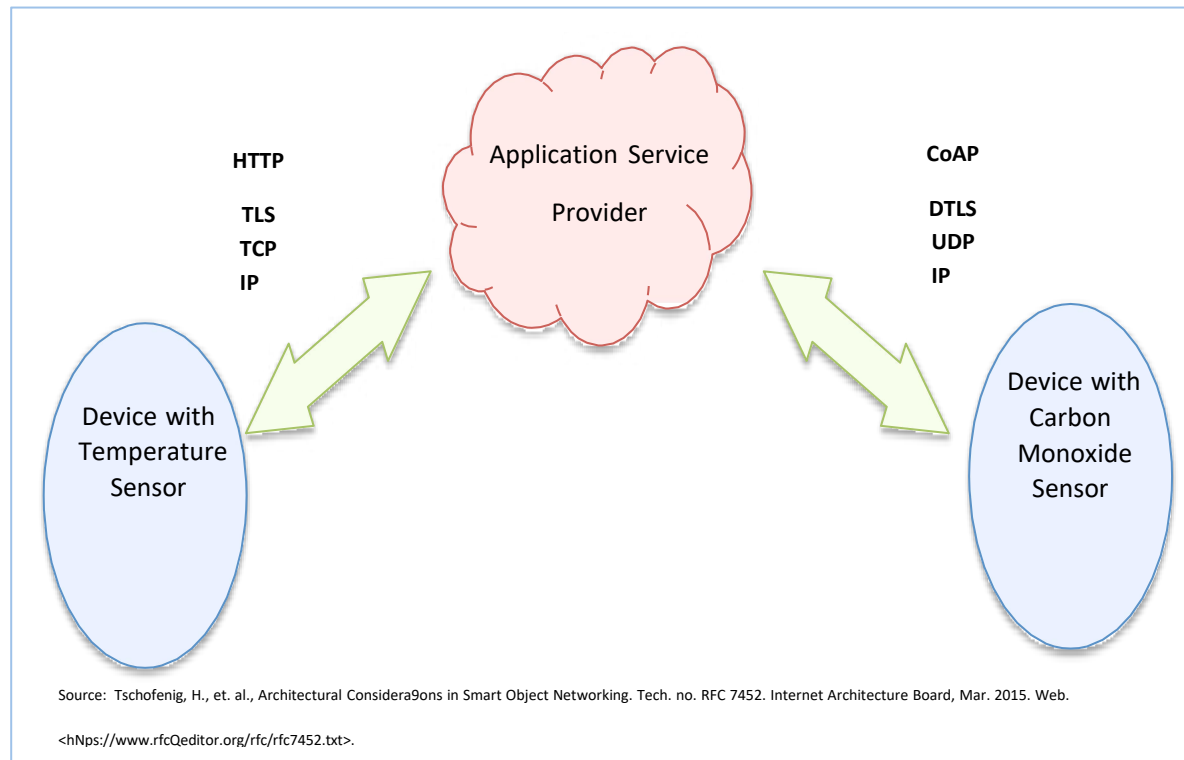 HTTP
TLS
TCP
IP
Application Service
Provider
CoAP
DTLS
UDP
IP
Device with
Temperature
Sensor
Device with
Carbon
Monoxide
Sensor
Source: Tschofenig, H., et. al., Architectural Considera9ons in Smart Object Networking. Tech. no. RFC 7452. Internet Architecture Board, Mar. 2015. Web.
<hNps://www.rfcQeditor.org/rfc/rfc7452.txt>.